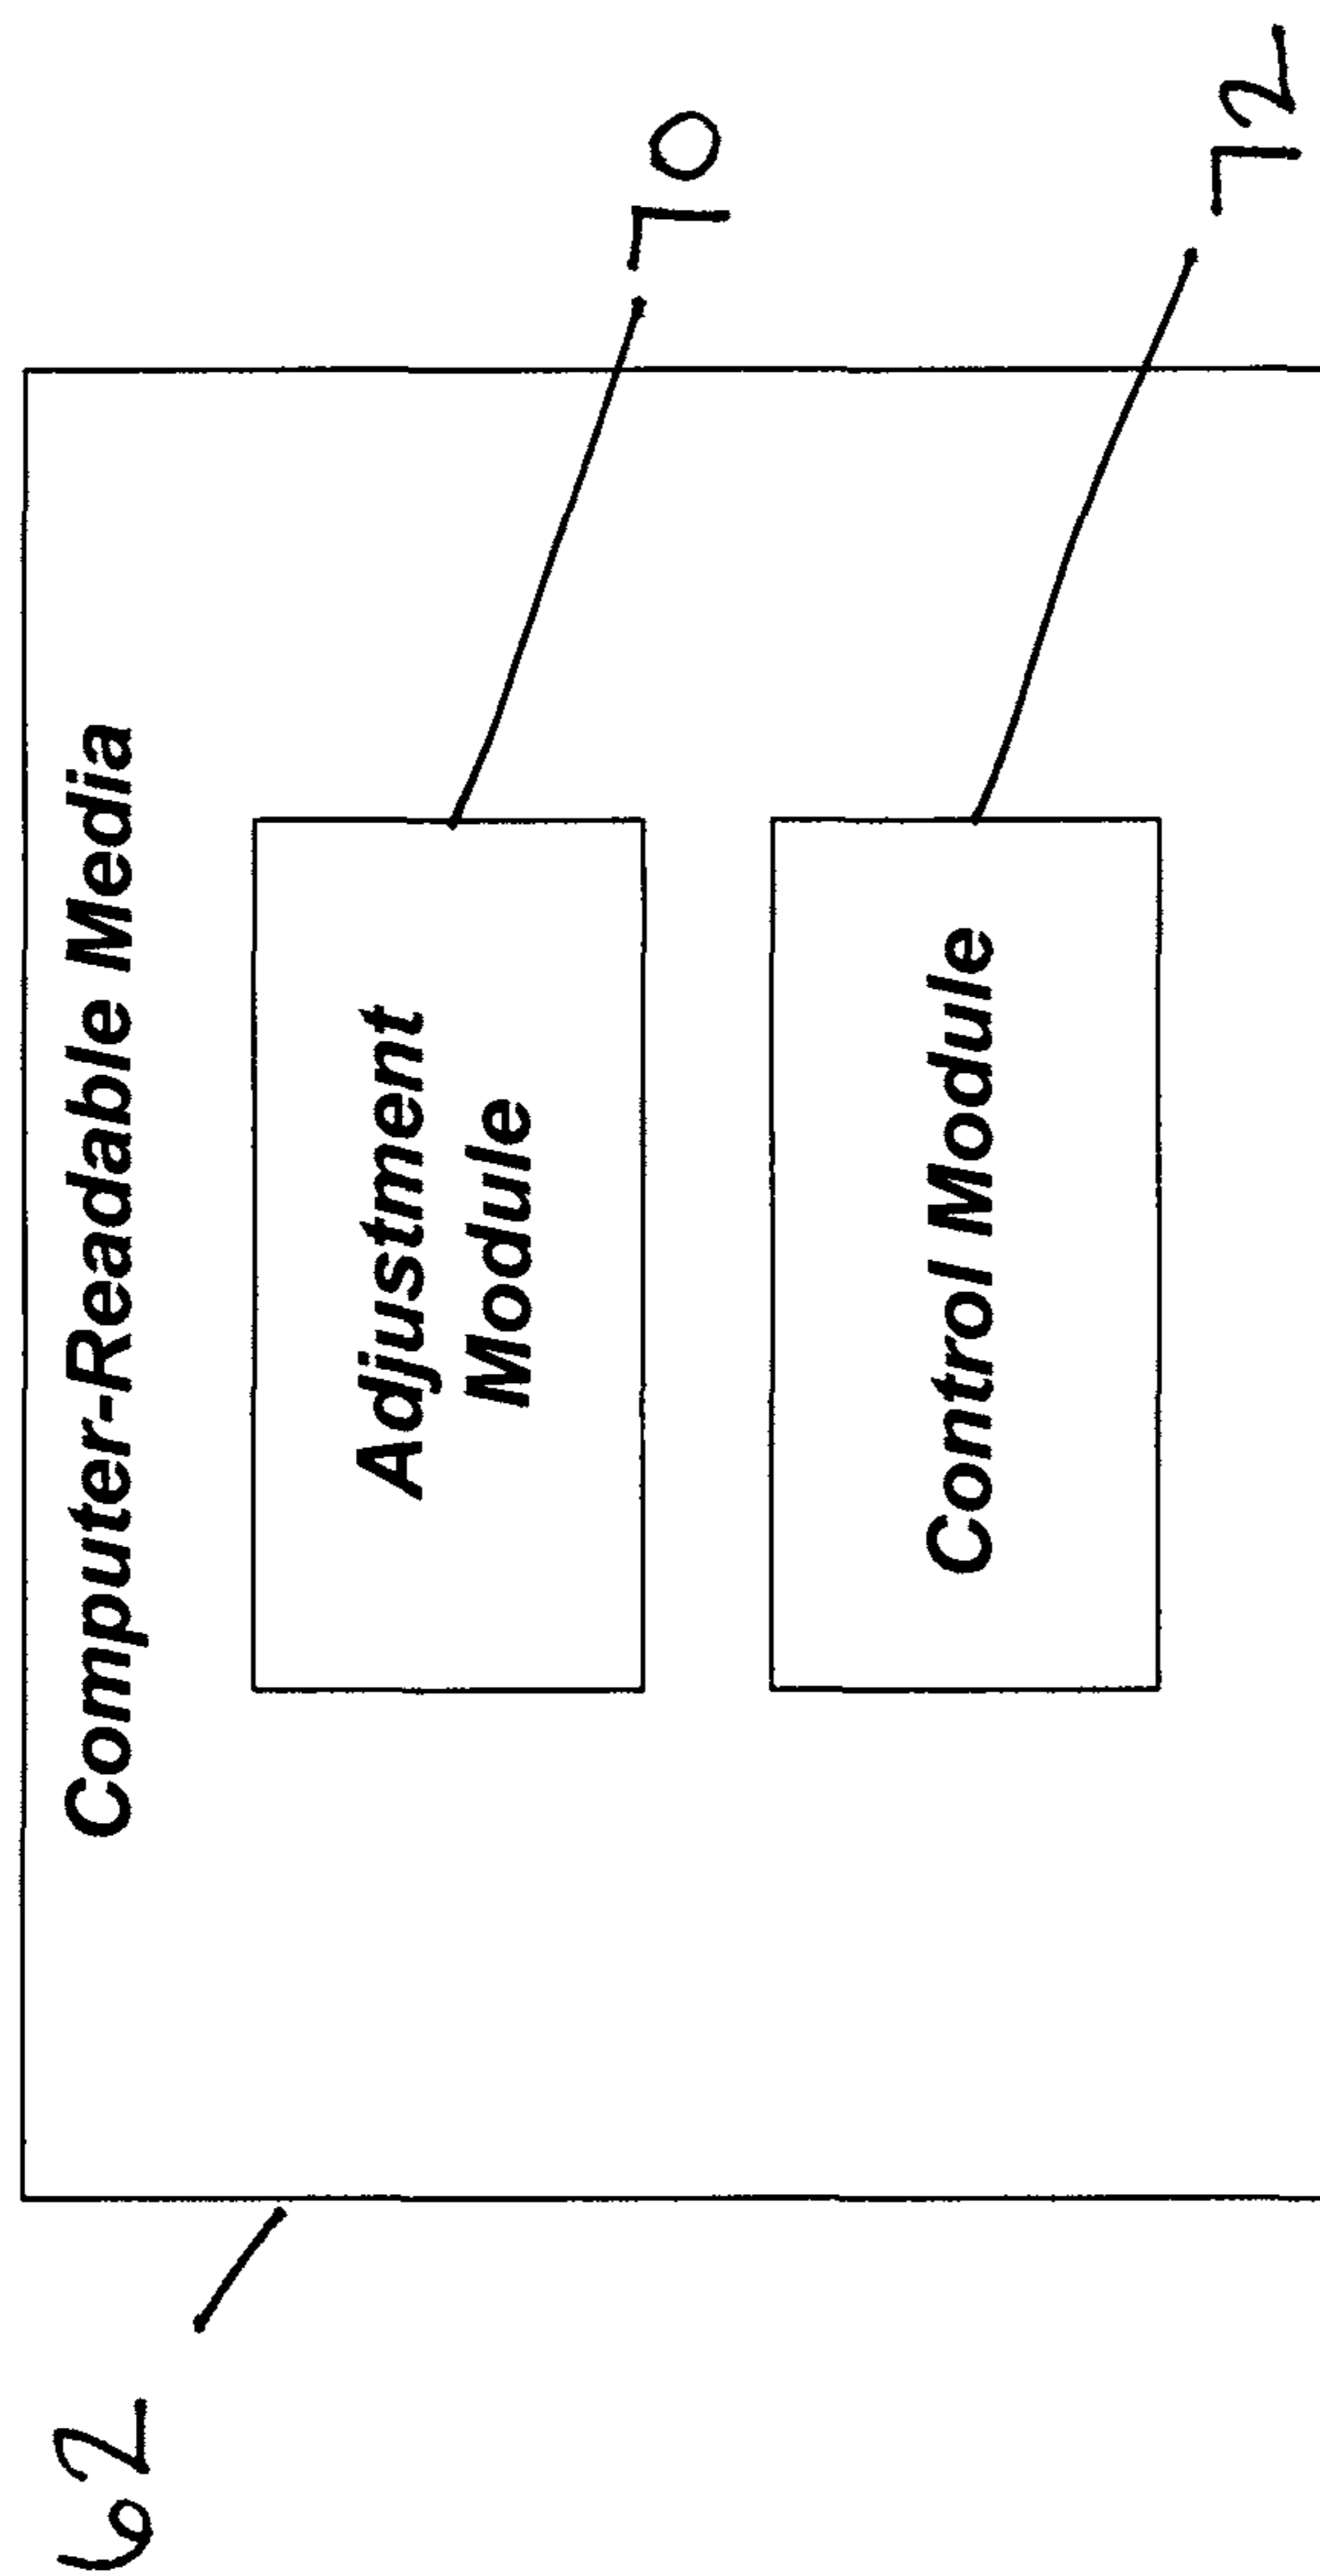 Computer-Readable Media
Adjustment
Module
70
Control Module
72
62